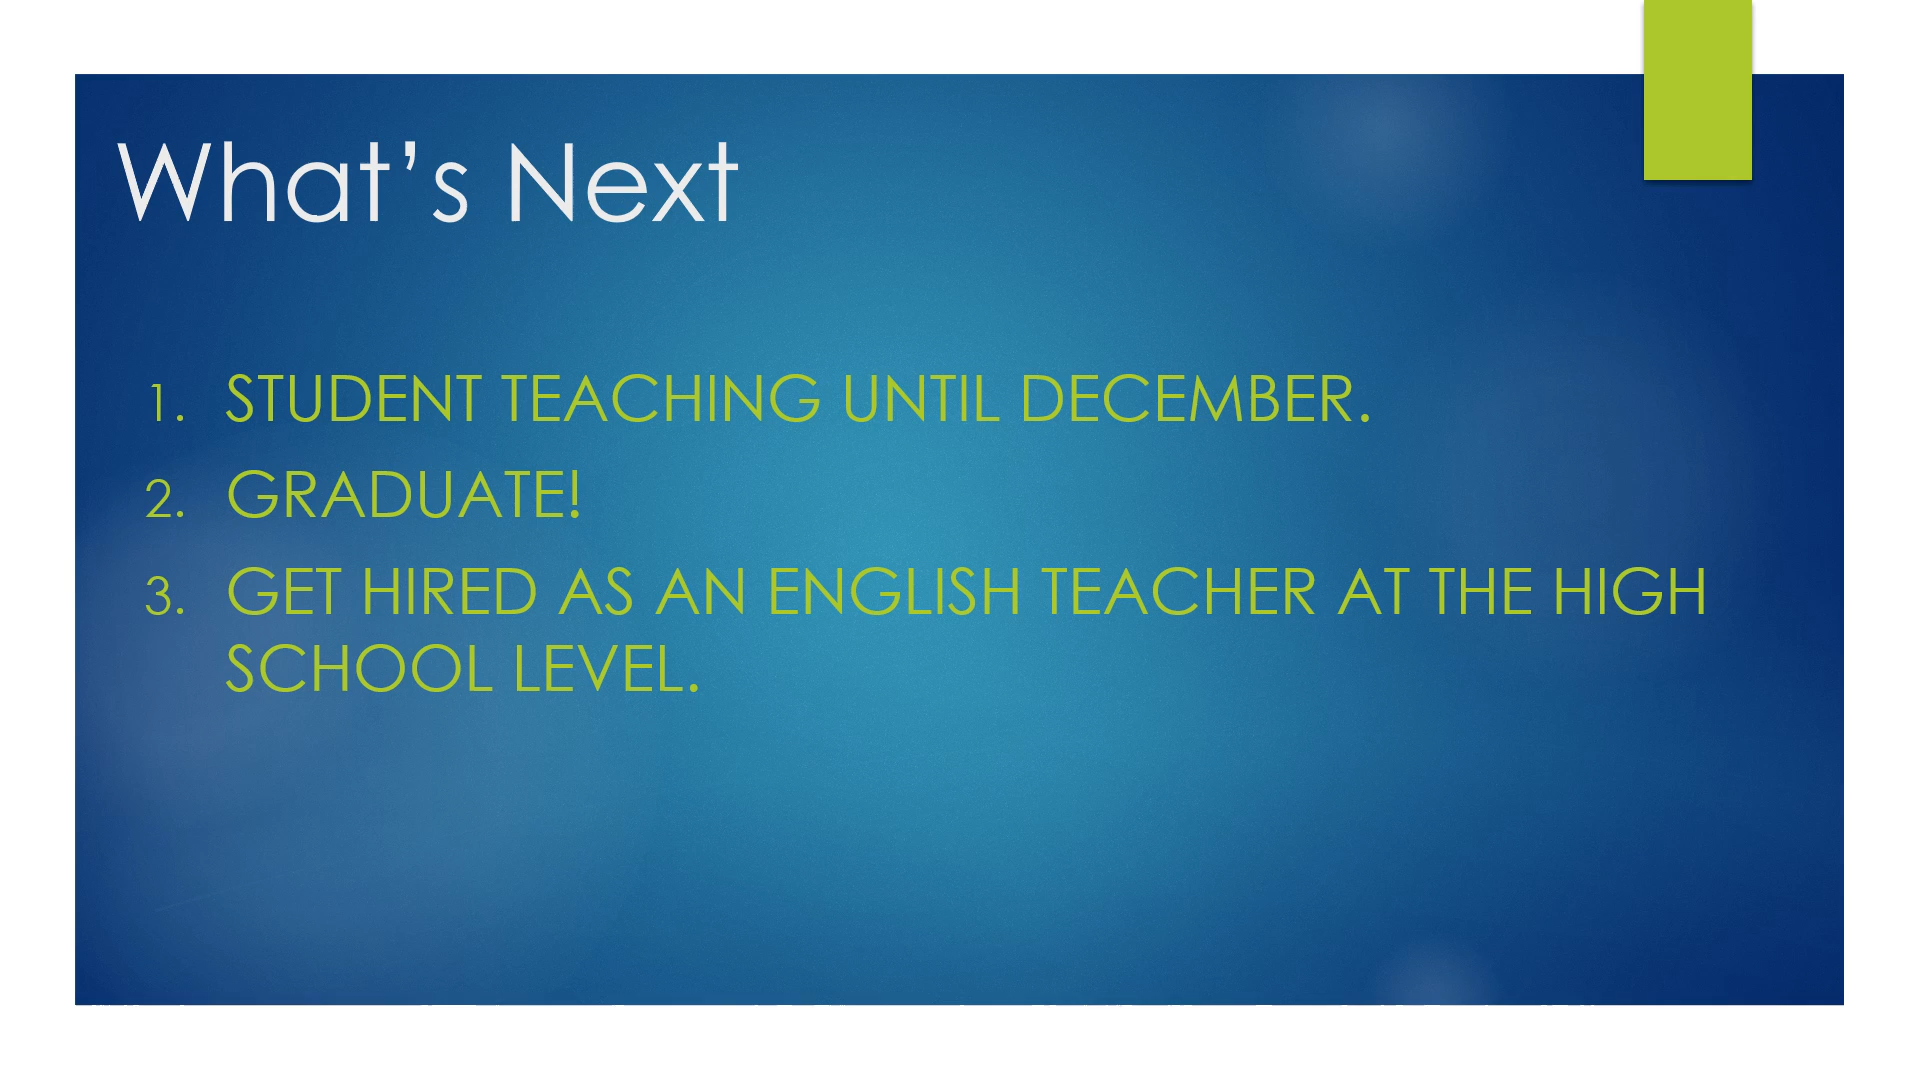 What’s Next
1. STUDENT TEACHING UNTIL DECEMBER.
2. GRADUATE!
3. GET HIRED AS AN ENGLISH TEACHER AT THE HIGH
SCHOOL LEVEL.